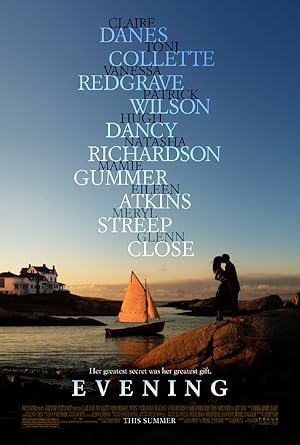 CLAIRE
DANES
TONI
COLLETTE
VANESSA
REDGRAVE
PATRICK
WILSON
HUGH
DANCY
NATASHA
RICHARDSON
MAMIE
GUMMER
EILEEN
ATKINS
MERYL
STREEP
GLENN
CLOSE
Her greatest secret was her greatest gift.
EVENING
THIS SUMMER